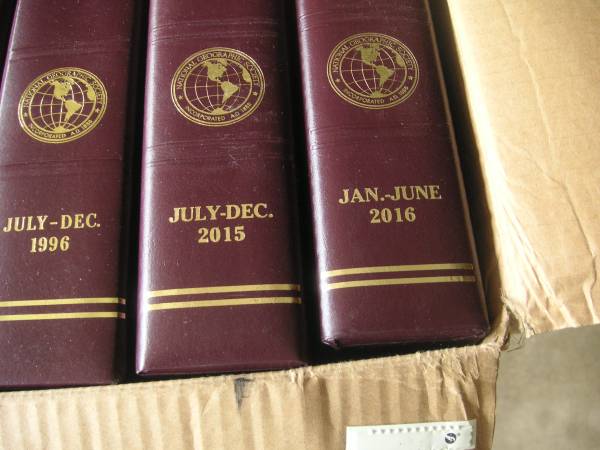 NATIONAL GEOGRAPHIC SOCIETY
INCORPORATED A.D. 1888
JULY-DEC.
1996
NATIONAL GEOGRAPHIC SOCIETY
INCORPORATED A.D. 1888
JULY-DEC.
2015
NATIONAL GEOGRAPHIC SOCIETY
INCORPORATED A.D. 1888
JAN.-JUNE
2016